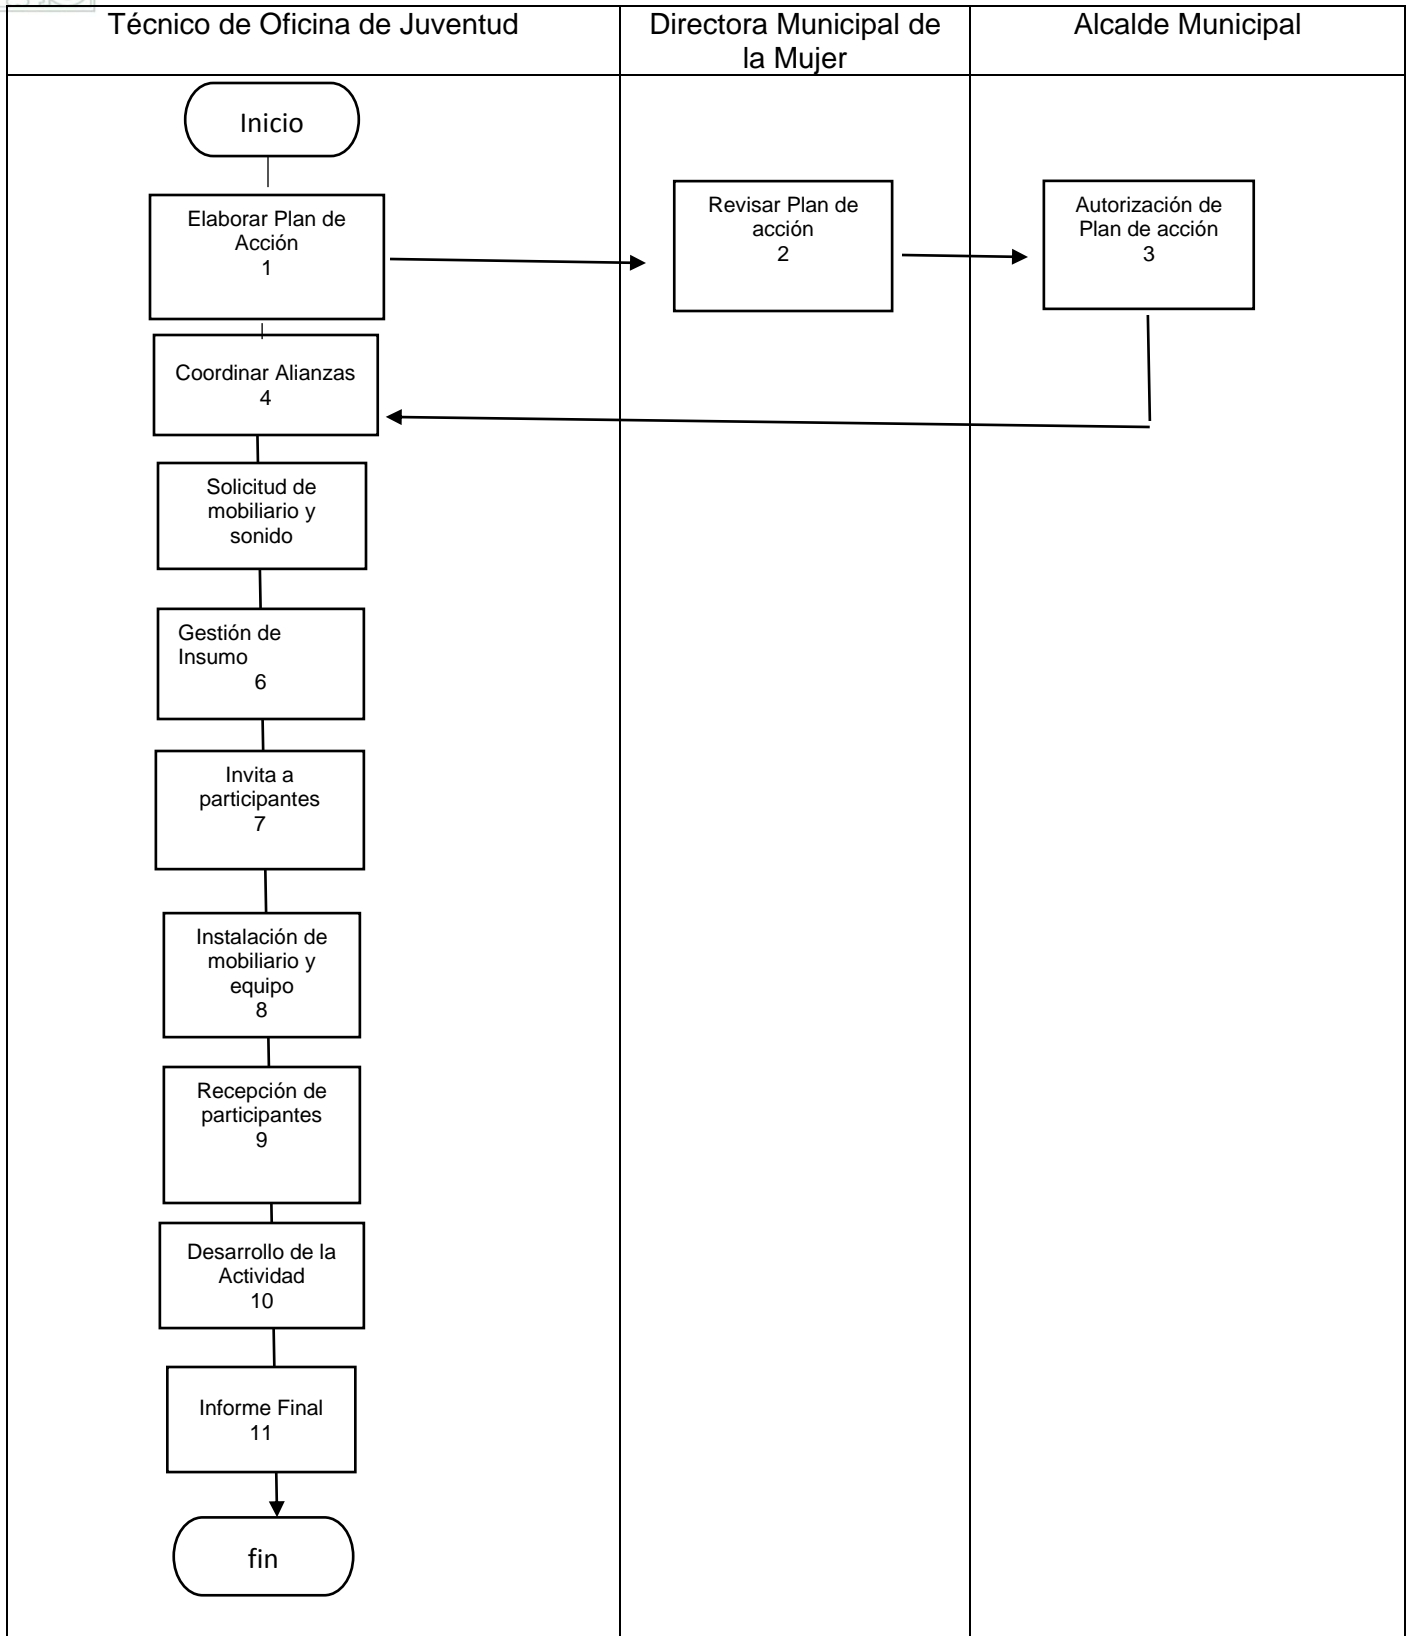 Técnico de Oficina de Juventud
Directora Municipal de
la Mujer
Alcalde Municipal
Inicio
Elaborar Plan de
Acción
1
Revisar Plan de
acción
2
Autorización de
Plan de acción
3
Coordinar Alianzas
4
Solicitud de
mobiliario y
sonido
Gestión de
Insumo
6
Invita a
participantes
7
Instalación de
mobiliario y
equipo
8
Recepción de
participantes
9
Desarrollo de la
Actividad
10
Informe Final
11
fin